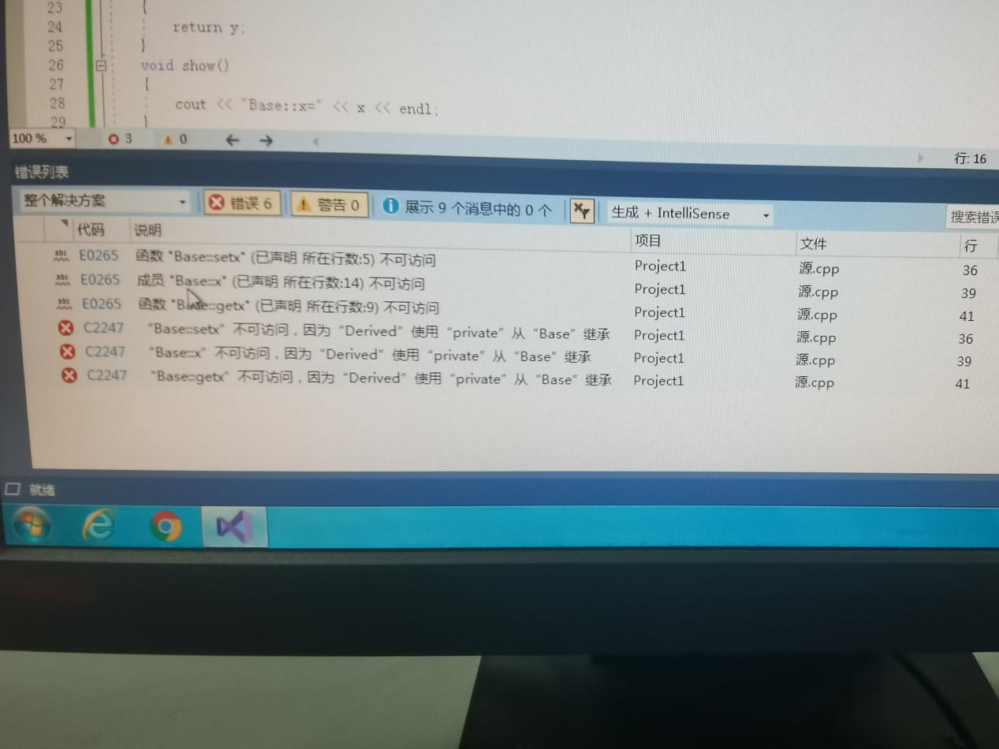 23 {
24 return y;
25 }
26 void show()
27 {
28 cout << "Base::x=" << x << endl;
29 }
100 % 3 0 行: 16
错误列表
整个解决方案 错误 6 警告 0 展示 9 个消息中的 0 个 生成 + IntelliSense 搜索错误
代码 说明 项目 文件 行
abc E0265 函数 "Base::setx" (已声明 所在行数:5) 不可访问 Project1 源.cpp 36
abc E0265 成员 "Base::x" (已声明 所在行数:14) 不可访问 Project1 源.cpp 39
abc E0265 函数 "Base::getx" (已声明 所在行数:9) 不可访问 Project1 源.cpp 41
C2247 “Base::setx” 不可访问，因为 “Derived” 使用 “private” 从 “Base” 继承 Project1 源.cpp 36
C2247 “Base::x” 不可访问，因为 “Derived” 使用 “private” 从 “Base” 继承 Project1 源.cpp 39
C2247 “Base::getx” 不可访问，因为 “Derived” 使用 “private” 从 “Base” 继承 Project1 源.cpp 41
就绪